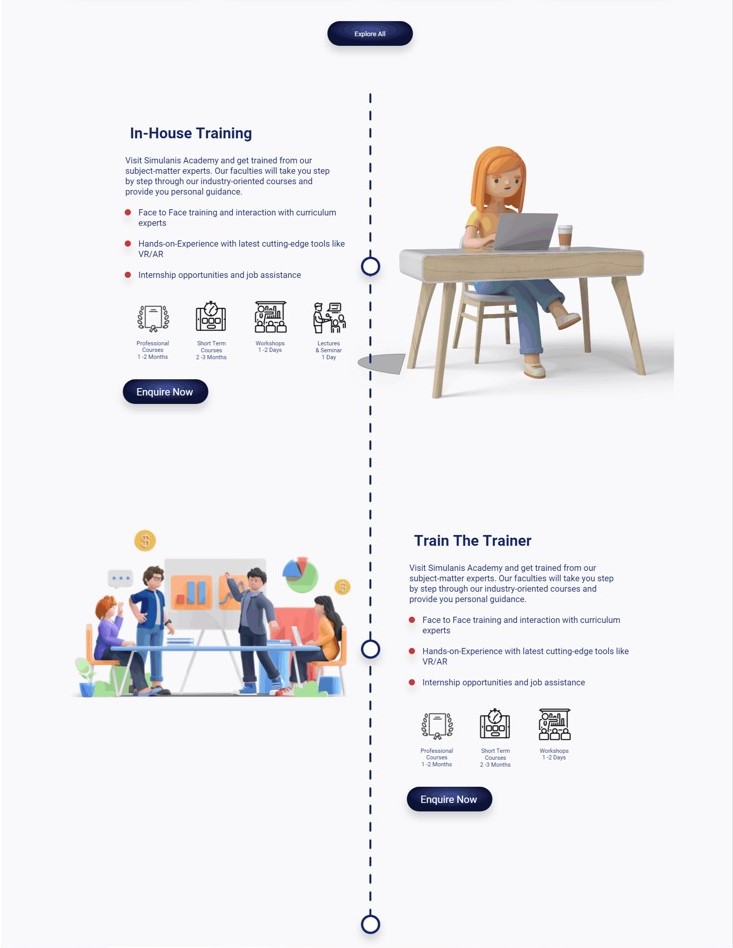 Explore All
In-House Training
Visit Simulanis Academy and get trained from our
subject-matter experts. Our faculties will take you step
by step through our industry-oriented courses and
provide you personal guidance.
Face to Face training and interaction with curriculum
experts
Hands-on-Experience with latest cutting-edge tools like
VR/AR
Internship opportunities and job assistance
Professional
Courses
1 -2 Months
Short Term
Courses
2 -3 Months
Workshops
1 -2 Days
Lectures
& Seminar
1 Day
Enquire Now
Train The Trainer
Visit Simulanis Academy and get trained from our
subject-matter experts. Our faculties will take you step
by step through our industry-oriented courses and
provide you personal guidance.
Face to Face training and interaction with curriculum
experts
Hands-on-Experience with latest cutting-edge tools like
VR/AR
Internship opportunities and job assistance
Professional
Courses
1 -2 Months
Short Term
Courses
2 -3 Months
Workshops
1 -2 Days
Enquire Now